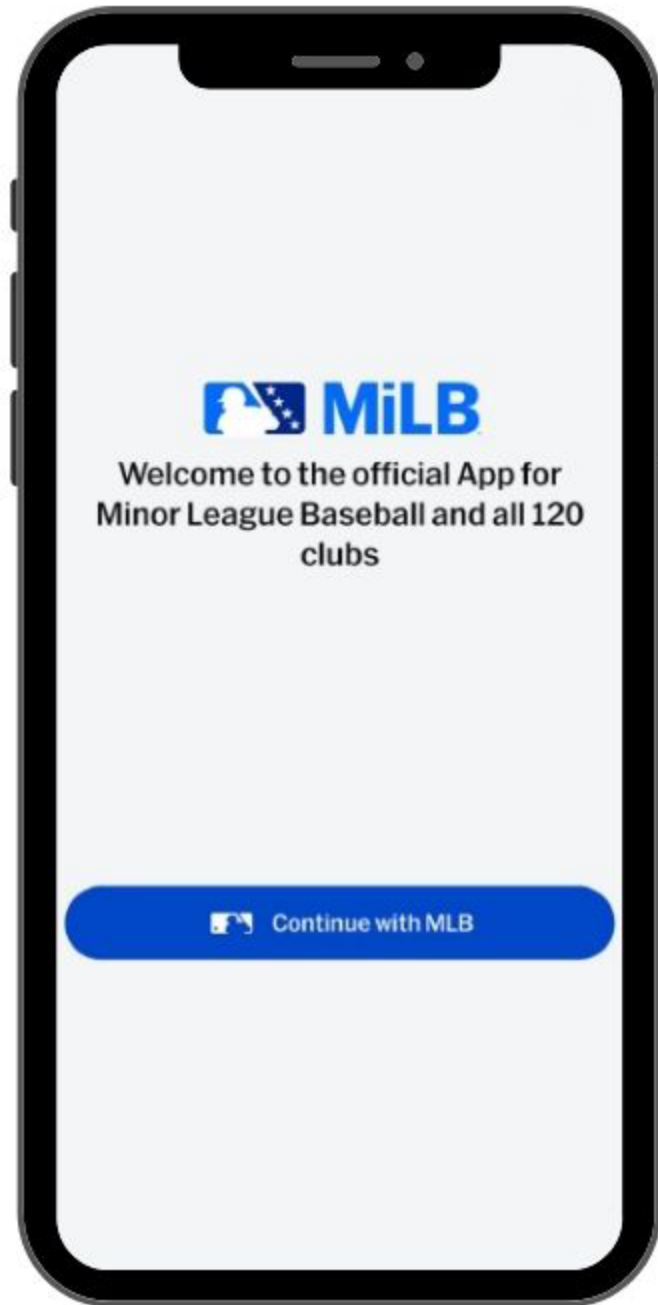 MiLB
Welcome to the official App for
Minor League Baseball and all 120
clubs
Continue with MLB